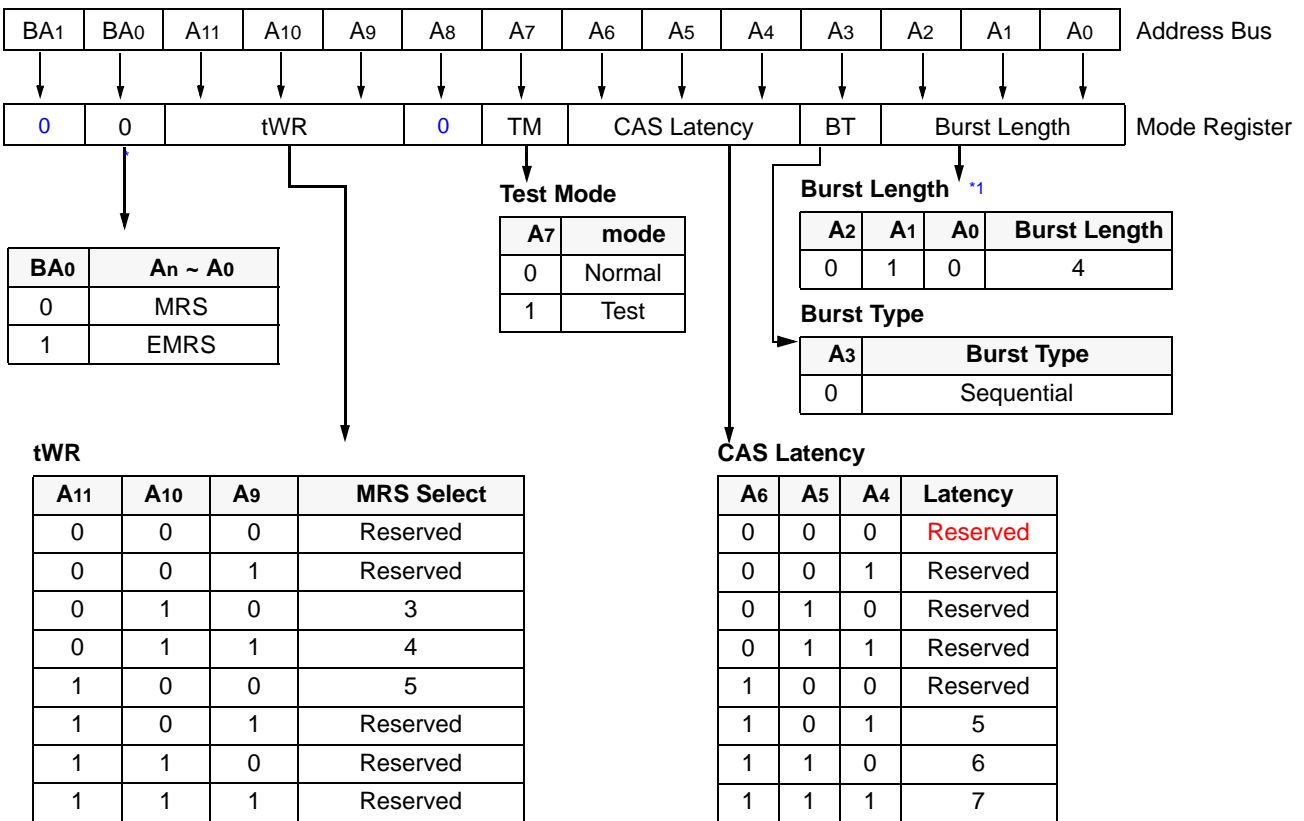 BA1 BA0 A11 A10 A9 A8 A7 A6 A5 A4 A3 A2 A1 A0 Address Bus
0 0 tWR 0 TM CAS Latency BT Burst Length Mode Register
*
Test Mode
A7 mode
0 Normal
1 Test
Burst Length *1
A2 A1 A0 Burst Length
0 1 0 4
BA0 An ~ A0
0 MRS
1 EMRS
Burst Type
A3 Burst Type
0 Sequential
tWR
A11 A10 A9 MRS Select
0 0 0 Reserved
0 0 1 Reserved
0 1 0 3
0 1 1 4
1 0 0 5
1 0 1 Reserved
1 1 0 Reserved
1 1 1 Reserved
CAS Latency
A6 A5 A4 Latency
0 0 0 Reserved
0 0 1 Reserved
0 1 0 Reserved
0 1 1 Reserved
1 0 0 Reserved
1 0 1 5
1 1 0 6
1 1 1 7